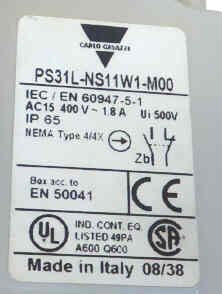 CARLO GAVAZZI
PS31L-NS11W1-M00
IEC / EN 60947-5-1
AC15 400 V ~ 1.8 A Ui 500V
IP 65
NEMA Type 4/4X
Zb
Box acc. to
EN 50041
CE
UL
IND. CONT. EQ.
LISTED 49PA
A600 Q600
SA
Made in Italy 08/38